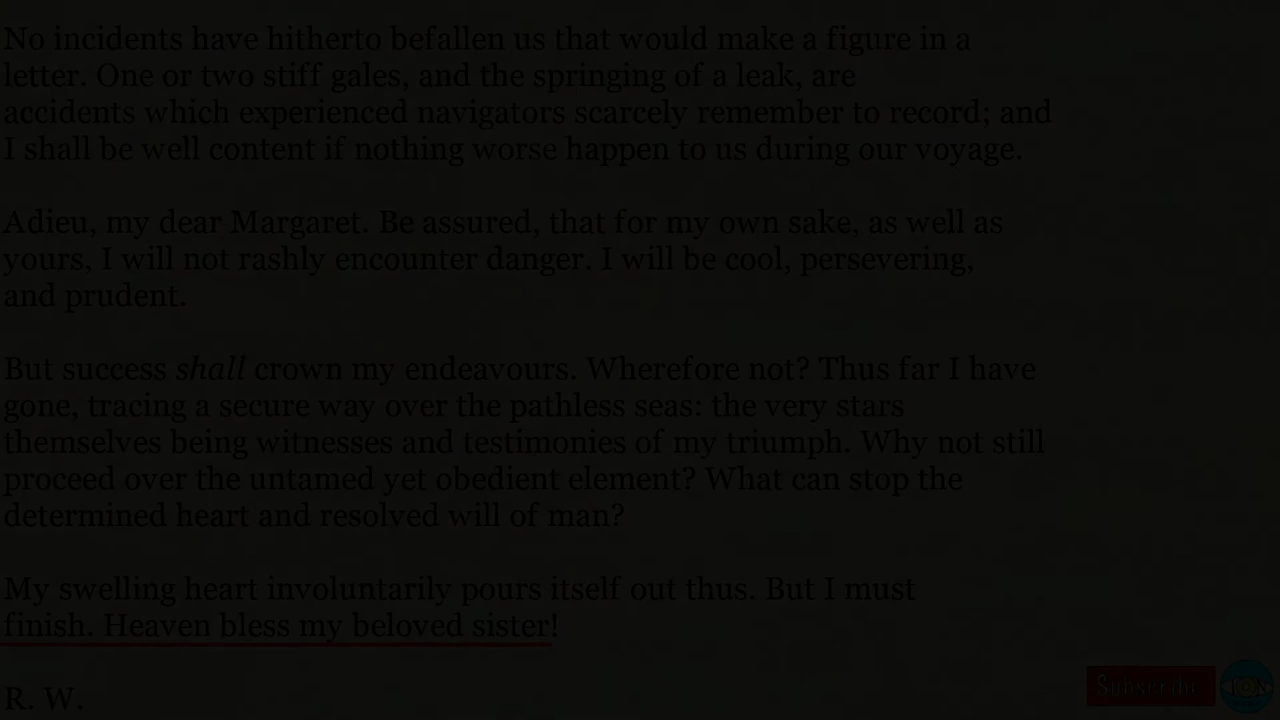 No incidents have hitherto befallen us that would make a figure in a
letter. One or two stiff gales, and the springing of a leak, are
accidents which experienced navigators scarcely remember to record; and
I shall be well content if nothing worse happen to us during our voyage.
Adieu, my dear Margaret. Be assured, that for my own sake, as well as
yours, I will not rashly encounter danger. I will be cool, persevering,
and prudent.
But success shall crown my endeavours. Wherefore not? Thus far I have
gone, tracing a secure way over the pathless seas: the very stars
themselves being witnesses and testimonies of my triumph. Why not still
proceed over the untamed yet obedient element? What can stop the
determined heart and resolved will of man?
My swelling heart involuntarily pours itself out thus. But I must
finish. Heaven bless my beloved sister!
R. W.
Subscribe